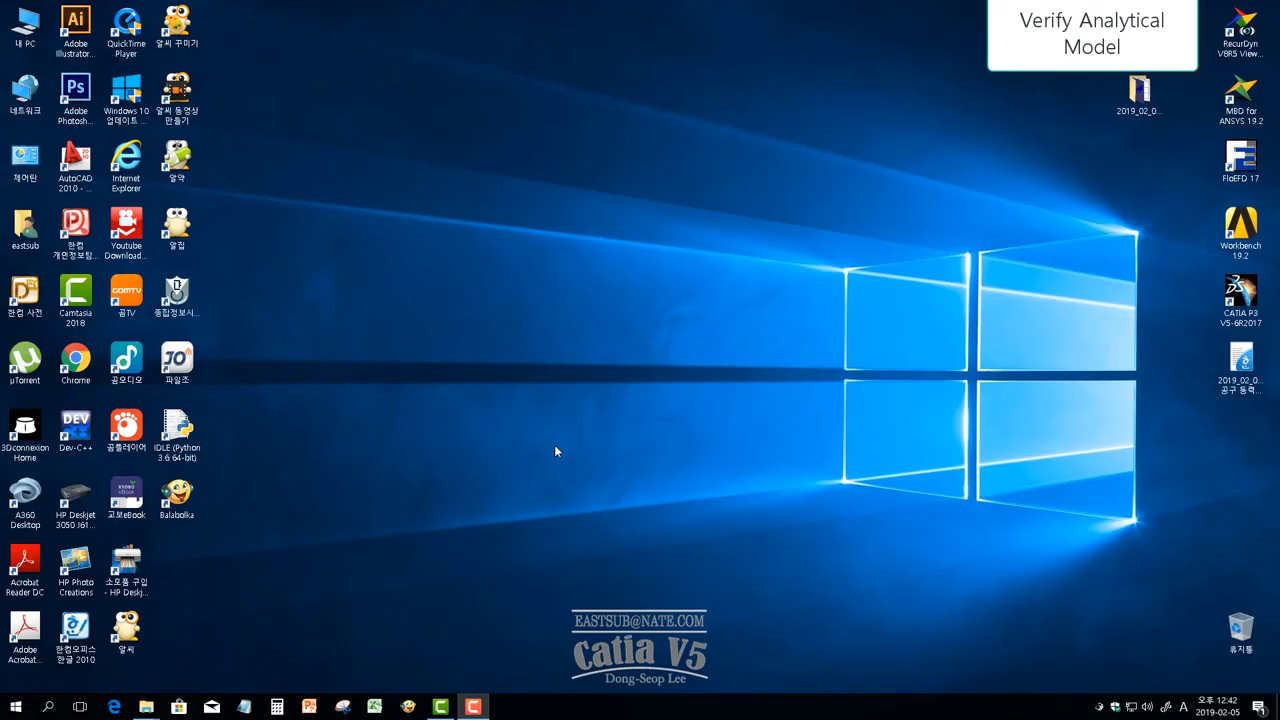 Verify Analytical
Model
내 PC
Adobe
Illustrator...
QuickTime
Player
알씨 꾸미기
네트워크
Adobe
Photosh...
Windows 10
업데이트 ...
알씨 동영상
만들기
제어판
AutoCAD
2010 - ...
Internet
Explorer
알약
eastsub
한컴
개인정보탐...
Youtube
Download...
알집
한컴 사전
Camtasia
2018
GOMTV
곰TV
종합정보시...
µTorrent
Chrome
곰오디오
JO
파일조
3Dconnexion
Home
DEV
Dev-C++
곰플레이어
IDLE (Python
3.6 64-bit)
A360
Desktop
HP Deskjet
3050 J61...
KYOBO
eBook
교보eBook
Balabolka
Acrobat
Reader DC
HP Photo
Creations
소모품 구입
- HP Deskj...
Adobe
Acrobat...
한컴오피스
한글 2010
알씨
RecurDyn
V8R5 View...
2019_02_0...
MBD for
ANSYS 19.2
FloEFD 17
Workbench
19.2
CATIA P3
V5-6R2017
2019_02_0...
공구 동력...
휴지통
EASTSUB@NATE.COM
Catia V5
Dong-Seop Lee
A
오후 12:42
2019-02-05
1